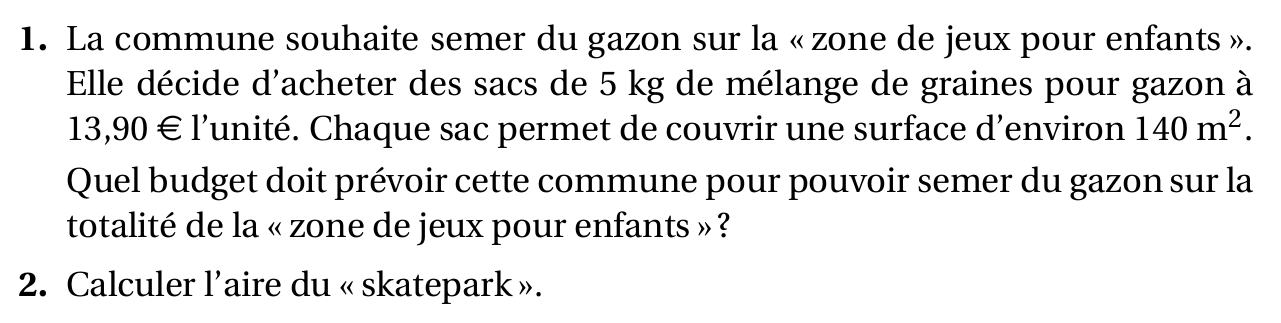 1. La commune souhaite semer du gazon sur la « zone de jeux pour enfants ».
Elle décide d'acheter des sacs de 5 kg de mélange de graines pour gazon à
13,90 € l'unité. Chaque sac permet de couvrir une surface d'environ 140 m².
Quel budget doit prévoir cette commune pour pouvoir semer du gazon sur la
totalité de la « zone de jeux pour enfants » ?
2. Calculer l'aire du « skatepark ».